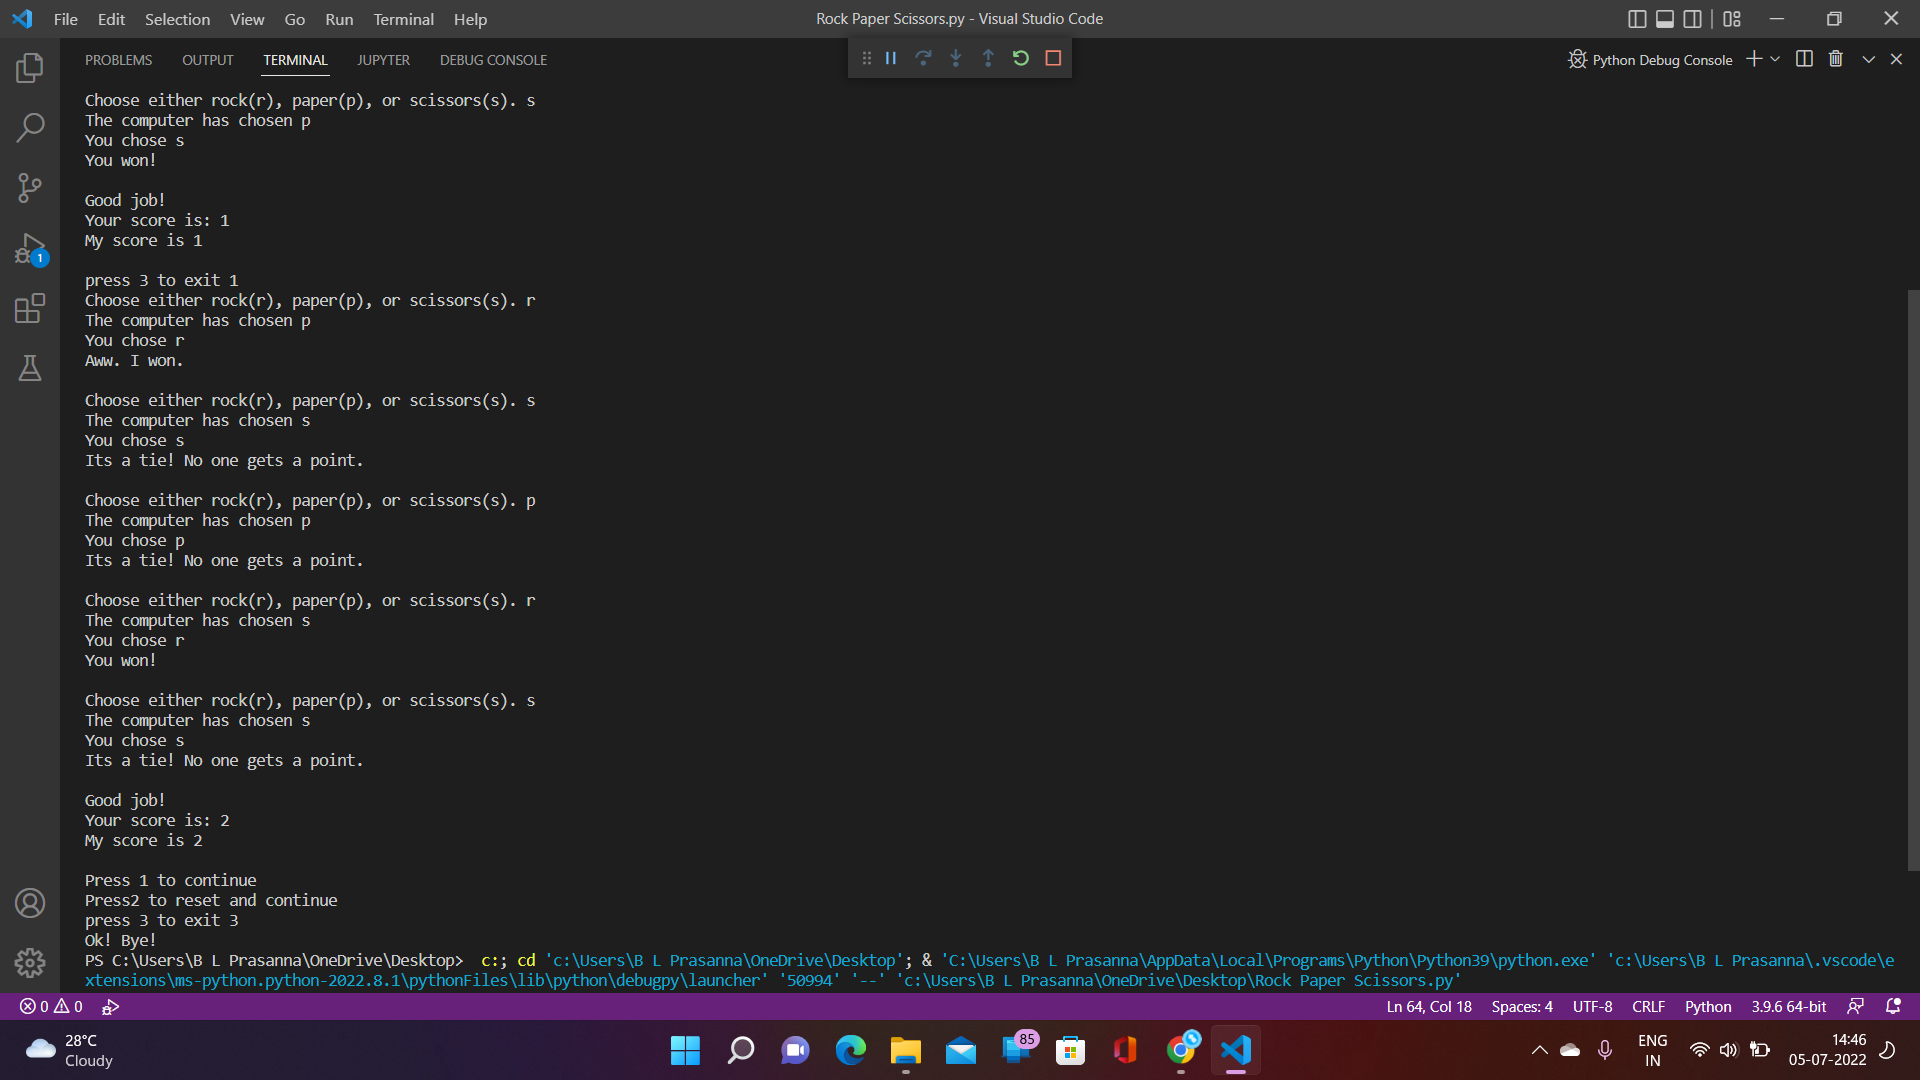 File Edit Selection View Go Run Terminal Help
Rock Paper Scissors.py - Visual Studio Code
PROBLEMS OUTPUT TERMINAL JUPYTER DEBUG CONSOLE
Python Debug Console
Choose either rock(r), paper(p), or scissors(s). s
The computer has chosen p
You chose s
You won!
Good job!
Your score is: 1
My score is 1
press 3 to exit 1
Choose either rock(r), paper(p), or scissors(s). r
The computer has chosen p
You chose r
Aww. I won.
Choose either rock(r), paper(p), or scissors(s). s
The computer has chosen s
You chose s
Its a tie! No one gets a point.
Choose either rock(r), paper(p), or scissors(s). p
The computer has chosen p
You chose p
Its a tie! No one gets a point.
Choose either rock(r), paper(p), or scissors(s). r
The computer has chosen s
You chose r
You won!
Choose either rock(r), paper(p), or scissors(s). s
The computer has chosen s
You chose s
Its a tie! No one gets a point.
Good job!
Your score is: 2
My score is 2
Press 1 to continue
Press2 to reset and continue
press 3 to exit 3
Ok! Bye!
PS C:\Users\B L Prasanna\OneDrive\Desktop>  c:; cd 'c:\Users\B L Prasanna\OneDrive\Desktop'; & 'C:\Users\B L Prasanna\AppData\Local\Programs\Python\Python39\python.exe' 'c:\Users\B L Prasanna\.vscode\e
xtensions\ms-python.python-2022.8.1\pythonFiles\lib\python\debugpy\launcher' '50994' '--' 'c:\Users\B L Prasanna\OneDrive\Desktop\Rock Paper Scissors.py'
1
0 0
Ln 64, Col 18 Spaces: 4 UTF-8 CRLF Python 3.9.6 64-bit
28°C
Cloudy
85
ENG
IN
14:46
05-07-2022